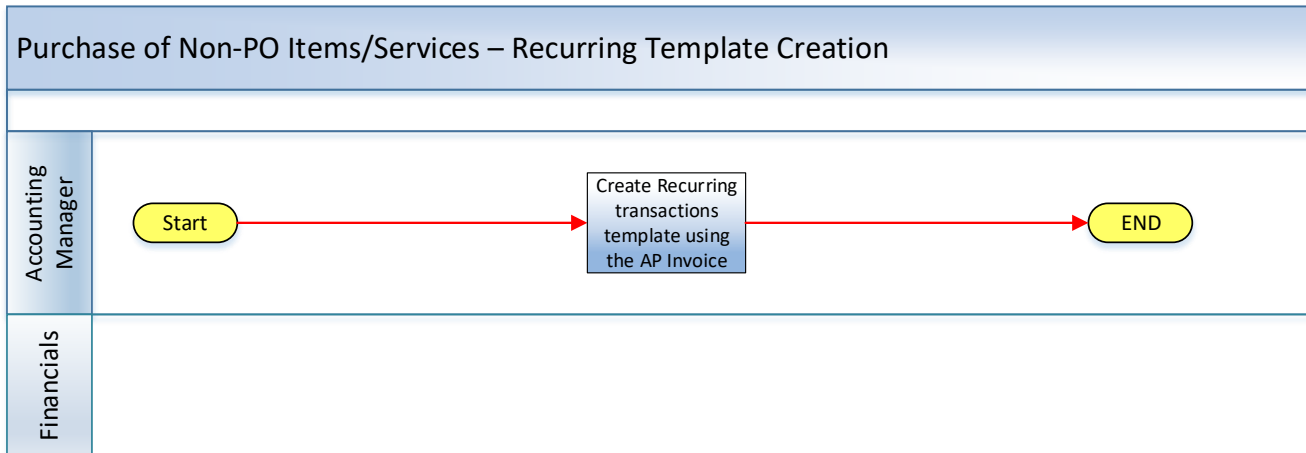 Purchase of Non-PO Items/Services – Recurring Template Creation
Accounting
Manager
Start
Create Recurring
transactions
template using
the AP Invoice
END
Financials